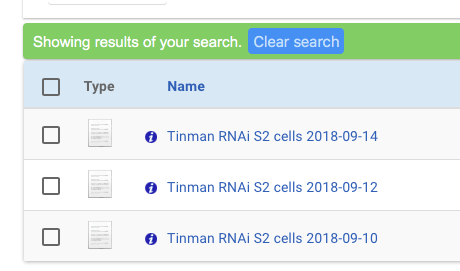 Showing results of your search. Clear search
Type Name
Tinman RNAi S2 cells 2018-09-14
Tinman RNAi S2 cells 2018-09-12
Tinman RNAi S2 cells 2018-09-10